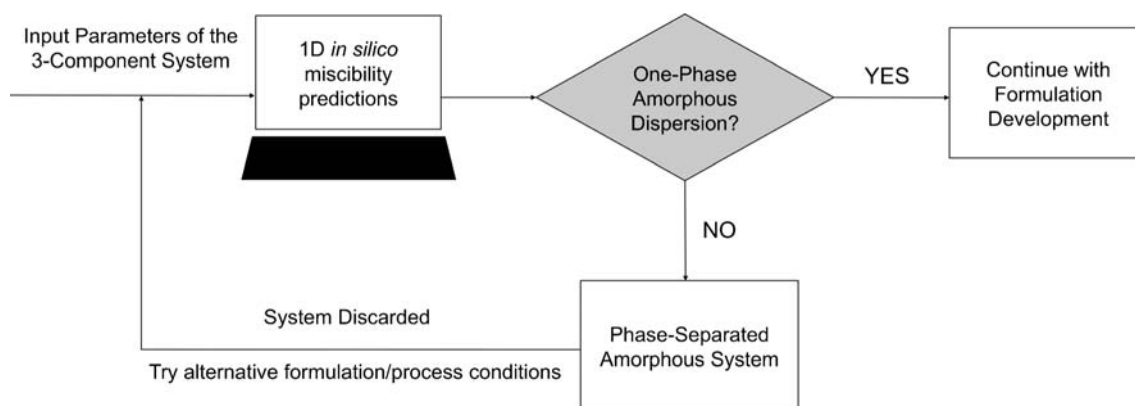 Input Parameters of the
3-Component System
1D in silico
miscibility
predictions
One-Phase
Amorphous
Dispersion?
YES
Continue with
Formulation
Development
NO
System Discarded
Try alternative formulation/process conditions
Phase-Separated
Amorphous System